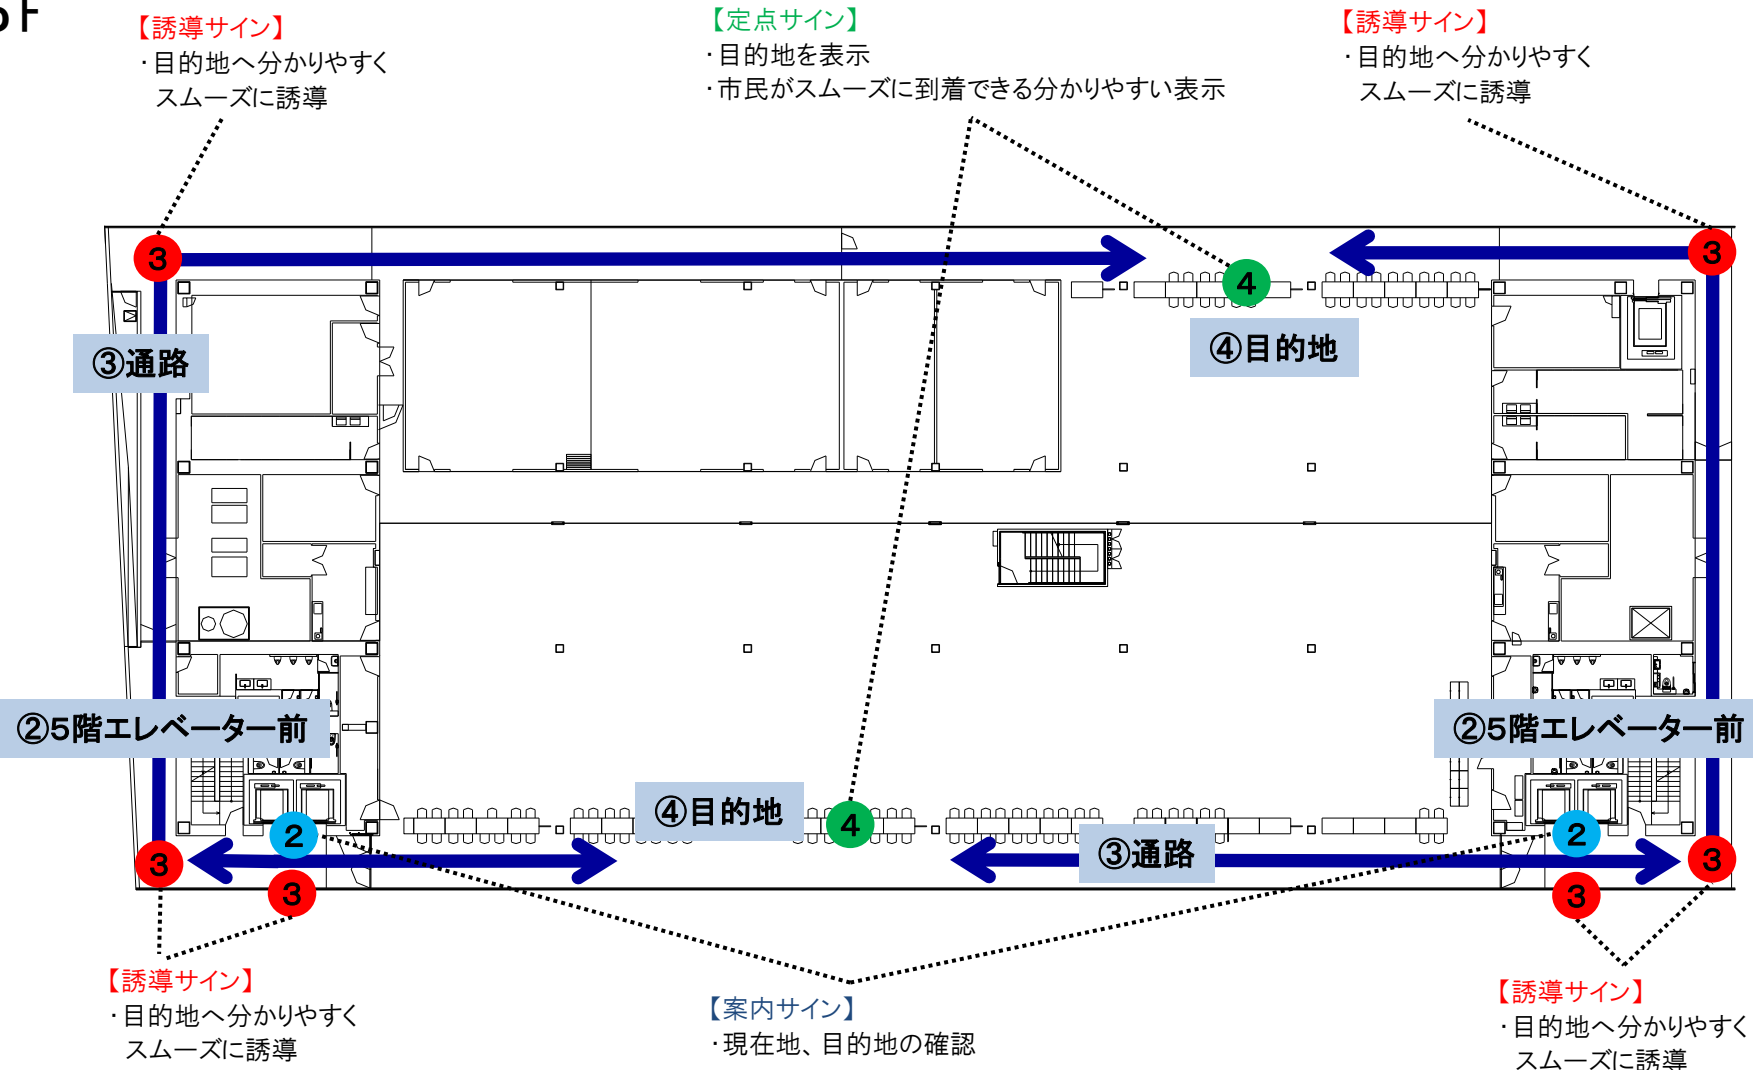 【誘導サイン】
・目的地へ分かりやすく
スムーズに誘導
【定点サイン】
・目的地を表示
・市民がスムーズに到着できる分かりやすい表示
【誘導サイン】
・目的地へ分かりやすく
スムーズに誘導
3
3
4
④目的地
③通路
②5階エレベーター前
②5階エレベーター前
④目的地
4
2
2
③通路
3
3
3
3
【誘導サイン】
・目的地へ分かりやすく
スムーズに誘導
【案内サイン】
・現在地、目的地の確認
【誘導サイン】
・目的地へ分かりやすく
スムーズに誘導